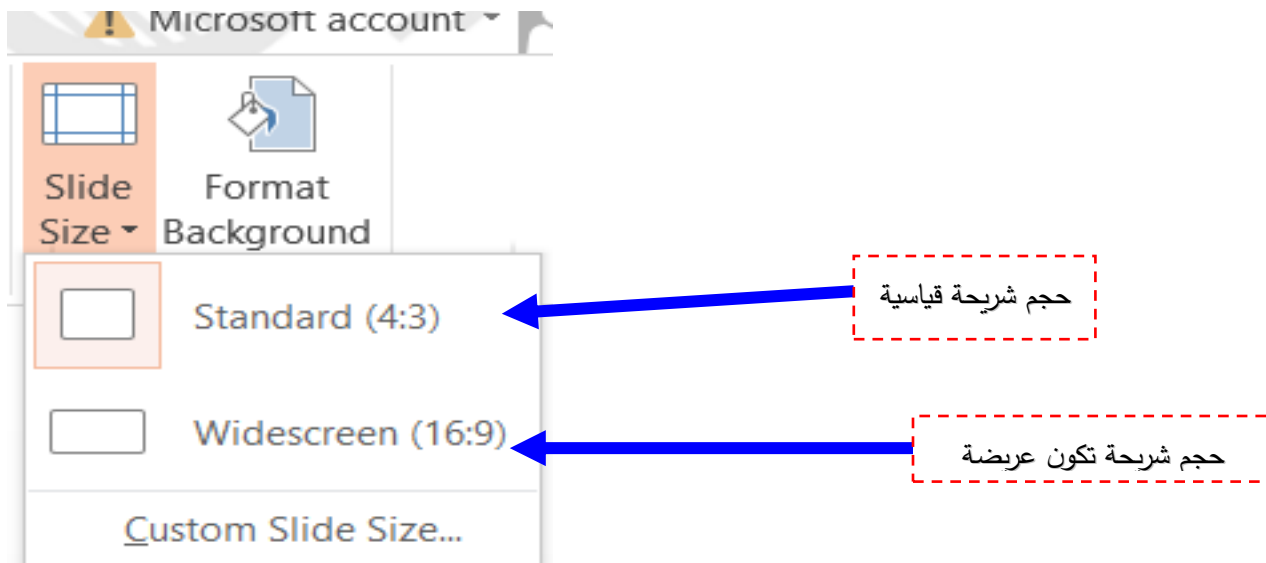 Microsoft account
Slide Size
Format Background
Standard (4:3)
حجم شريحة قياسية
Widescreen (16:9)
حجم شريحة تكون عريضة
Custom Slide Size...